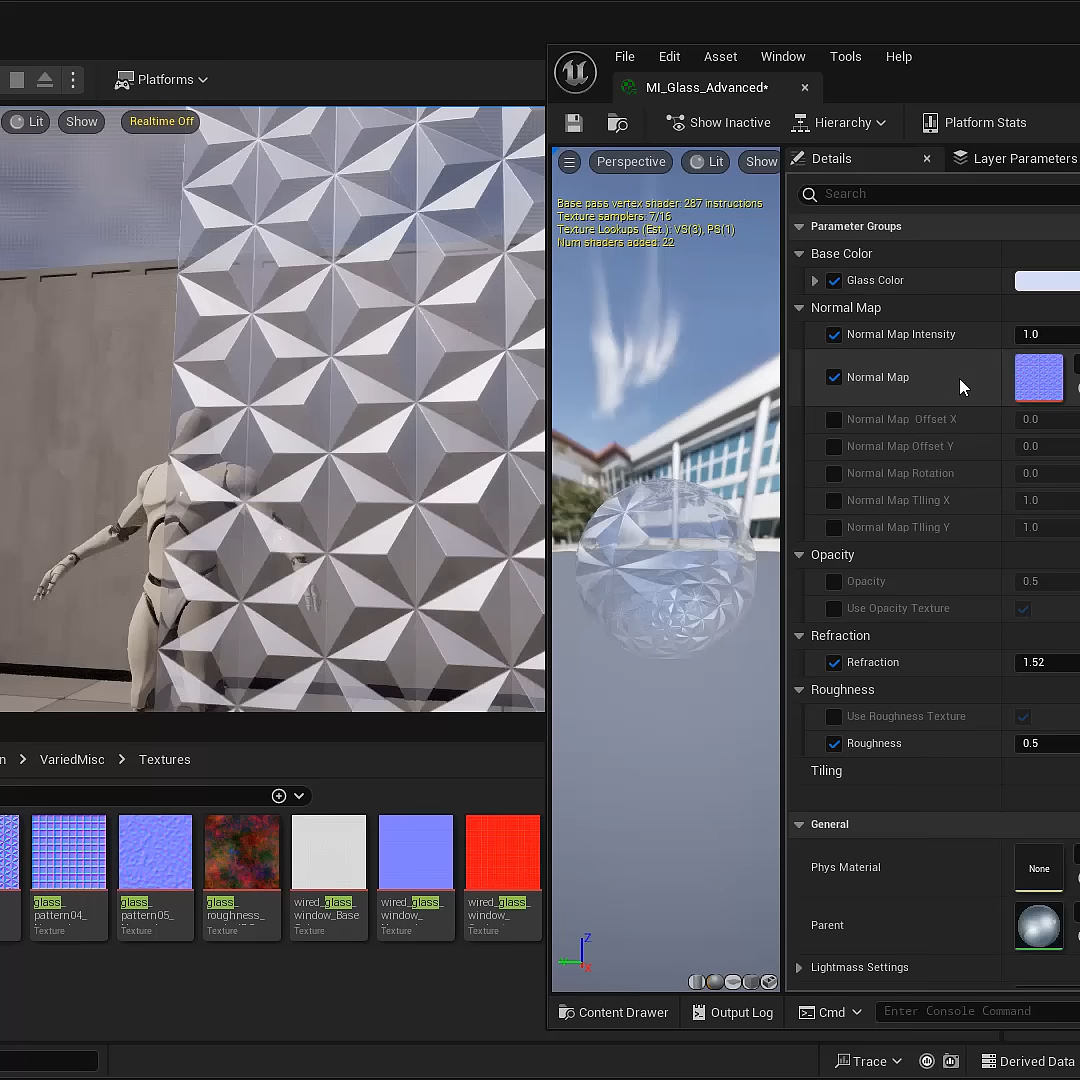 File Edit Asset Window Tools Help
Platforms
MI_Glass_Advanced*
Lit Show Realtime Off
Show Inactive Hierarchy Platform Stats
Perspective Lit Show
Details Layer Parameters
Search
Base pass vertex shader: 287 instructions
Texture samplers: 7/16
Texture Lookups (Est.): VS(3), PS(1)
Num shaders added: 22
Parameter Groups
Base Color
Glass Color
Normal Map
Normal Map Intensity 1.0
Normal Map
Normal Map Offset X 0.0
Normal Map Offset Y 0.0
Normal Map Rotation 0.0
Normal Map TIling X 1.0
Normal Map TIling Y 1.0
Opacity
Opacity 0.5
Use Opacity Texture
Refraction
Refraction 1.52
Roughness
Use Roughness Texture
Roughness 0.5
Tiling
General
Phys Material None
Parent
Lightmass Settings
n VariedMisc Textures
glass_
pattern04_
Texture
glass_
pattern05_
Texture
glass_
roughness_
Texture
wired_glass_
window_Base
Texture
wired_glass_
window_
Texture
wired_glass_
window_
Texture
Z
X
Content Drawer Output Log Cmd Enter Console Command
Trace Derived Data